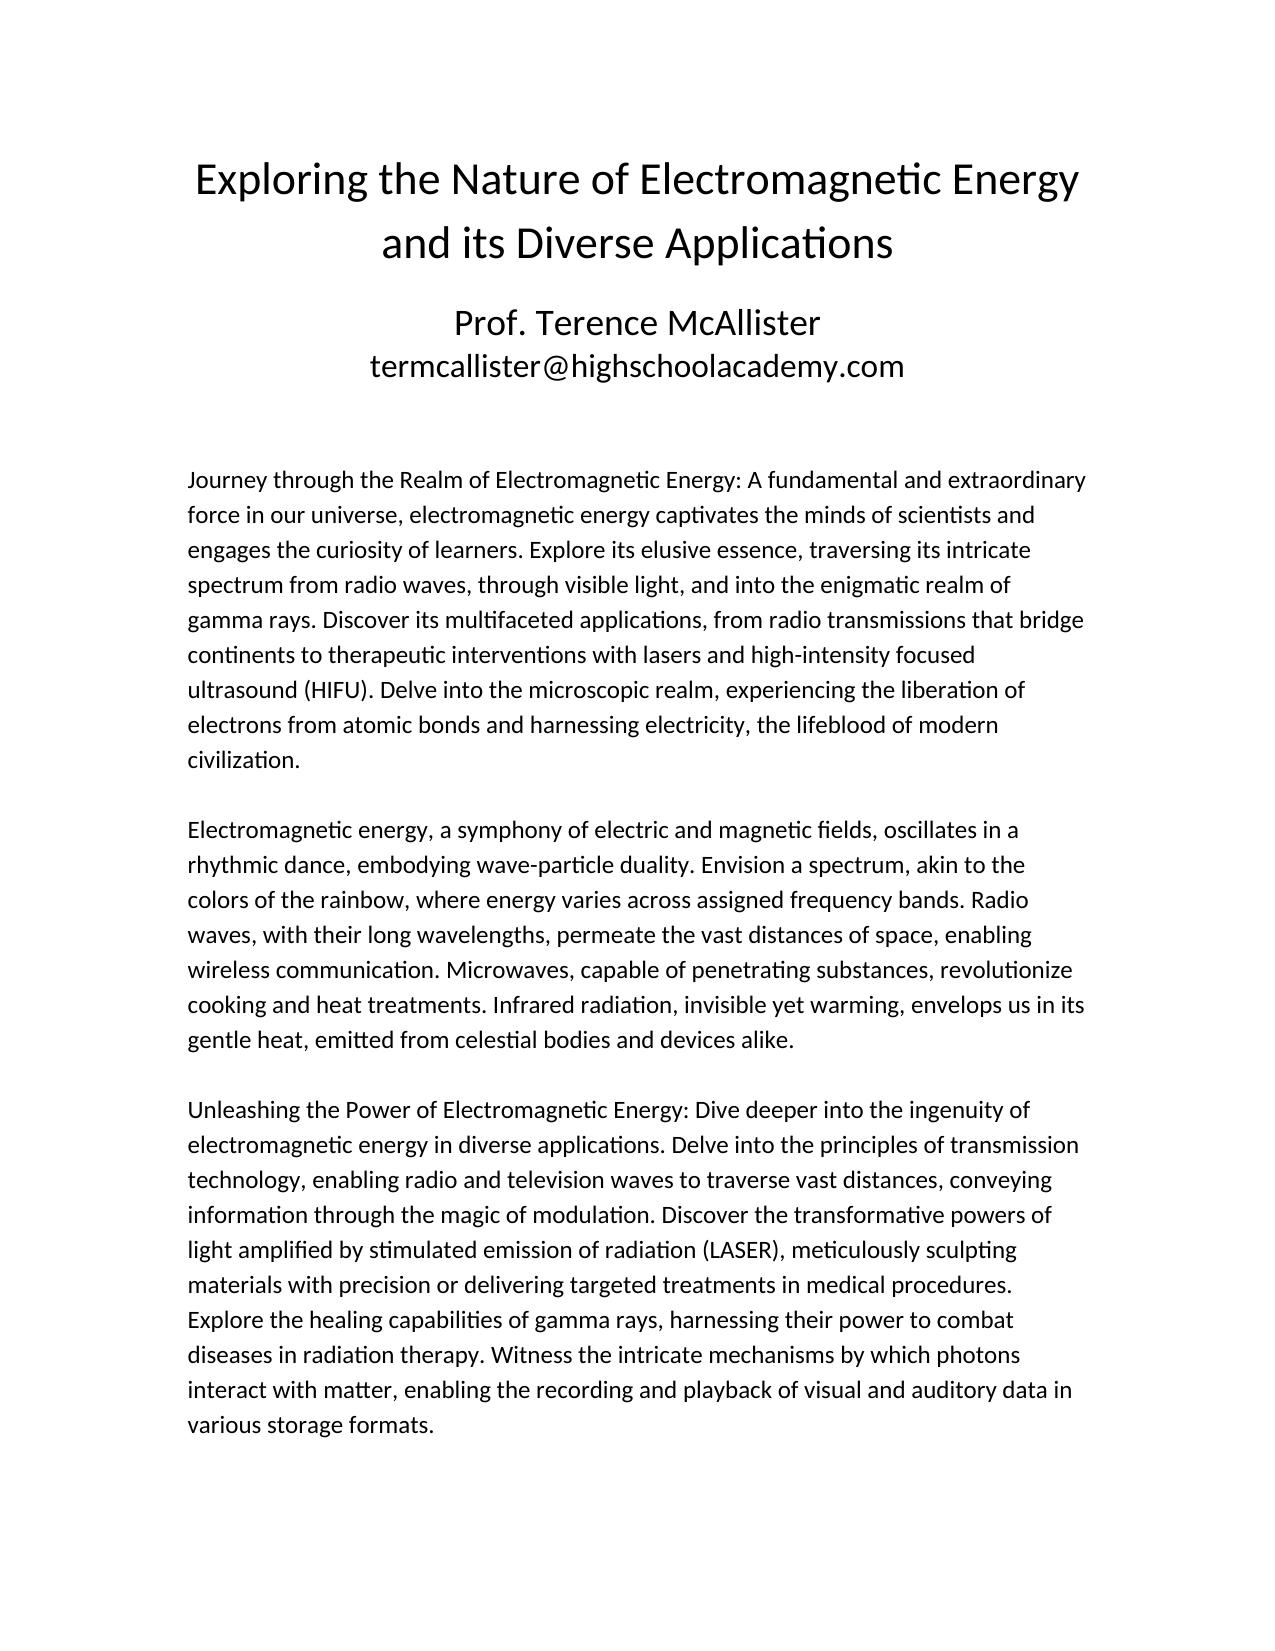 Exploring the Nature of Electromagnetic Energy
and its Diverse Applications
Prof. Terence McAllister
termcallister@highschoolacademy.com
Journey through the Realm of Electromagnetic Energy: A fundamental and extraordinary
force in our universe, electromagnetic energy captivates the minds of scientists and
engages the curiosity of learners. Explore its elusive essence, traversing its intricate
spectrum from radio waves, through visible light, and into the enigmatic realm of
gamma rays. Discover its multifaceted applications, from radio transmissions that bridge
continents to therapeutic interventions with lasers and high-intensity focused
ultrasound (HIFU). Delve into the microscopic realm, experiencing the liberation of
electrons from atomic bonds and harnessing electricity, the lifeblood of modern
civilization.
Electromagnetic energy, a symphony of electric and magnetic fields, oscillates in a
rhythmic dance, embodying wave-particle duality. Envision a spectrum, akin to the
colors of the rainbow, where energy varies across assigned frequency bands. Radio
waves, with their long wavelengths, permeate the vast distances of space, enabling
wireless communication. Microwaves, capable of penetrating substances, revolutionize
cooking and heat treatments. Infrared radiation, invisible yet warming, envelops us in its
gentle heat, emitted from celestial bodies and devices alike.
Unleashing the Power of Electromagnetic Energy: Dive deeper into the ingenuity of
electromagnetic energy in diverse applications. Delve into the principles of transmission
technology, enabling radio and television waves to traverse vast distances, conveying
information through the magic of modulation. Discover the transformative powers of
light amplified by stimulated emission of radiation (LASER), meticulously sculpting
materials with precision or delivering targeted treatments in medical procedures.
Explore the healing capabilities of gamma rays, harnessing their power to combat
diseases in radiation therapy. Witness the intricate mechanisms by which photons
interact with matter, enabling the recording and playback of visual and auditory data in
various storage formats.